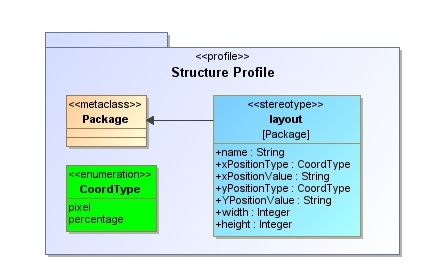 <<profile>>
Structure Profile
<<metaclass>>
Package
<<stereotype>>
layout
[Package]
+name : String
+xPositionType : CoordType
+xPositionValue : String
+yPositionType : CoordType
+YPositionValue : String
+width : Integer
+height : Integer
<<enumeration>>
CoordType
pixel
percentage